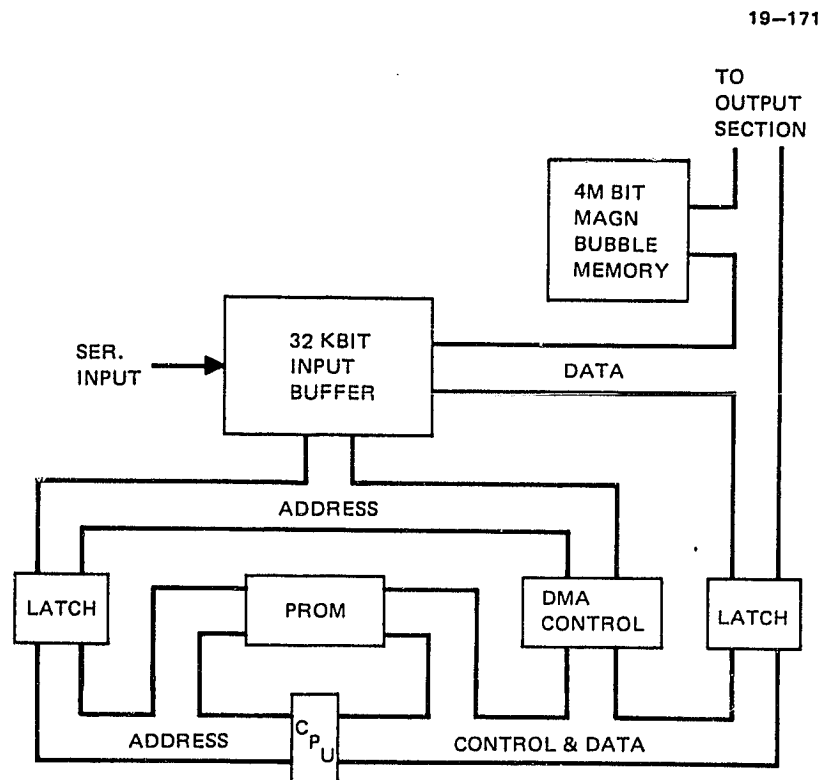 19–171
TO
OUTPUT
SECTION
4M BIT
MAGN
BUBBLE
MEMORY
32 KBIT
INPUT
BUFFER
SER.
INPUT
DATA
ADDRESS
LATCH
PROM
DMA
CONTROL
LATCH
CPU
ADDRESS
CONTROL & DATA